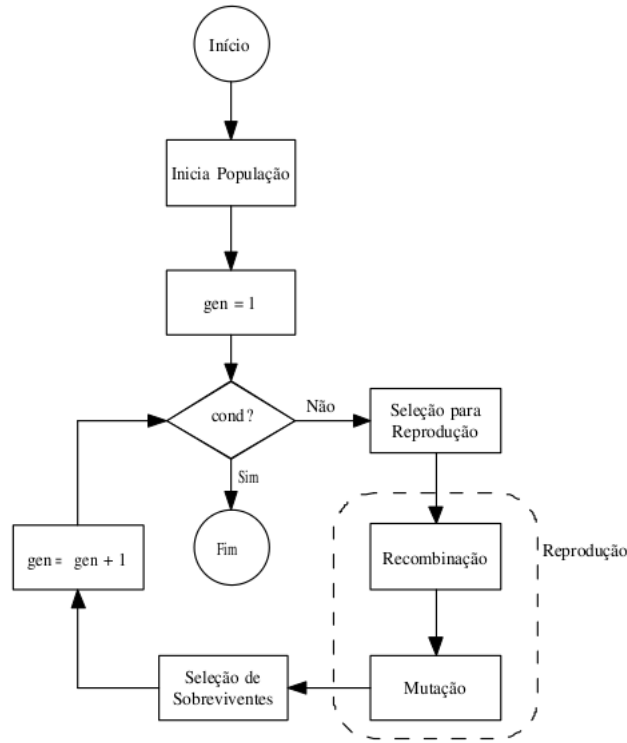 Início
Inicia População
gen = 1
cond?
Não
Seleção para
Reprodução
Sim
Fim
gen = gen + 1
Recombinação
Reprodução
Seleção de
Sobreviventes
Mutação